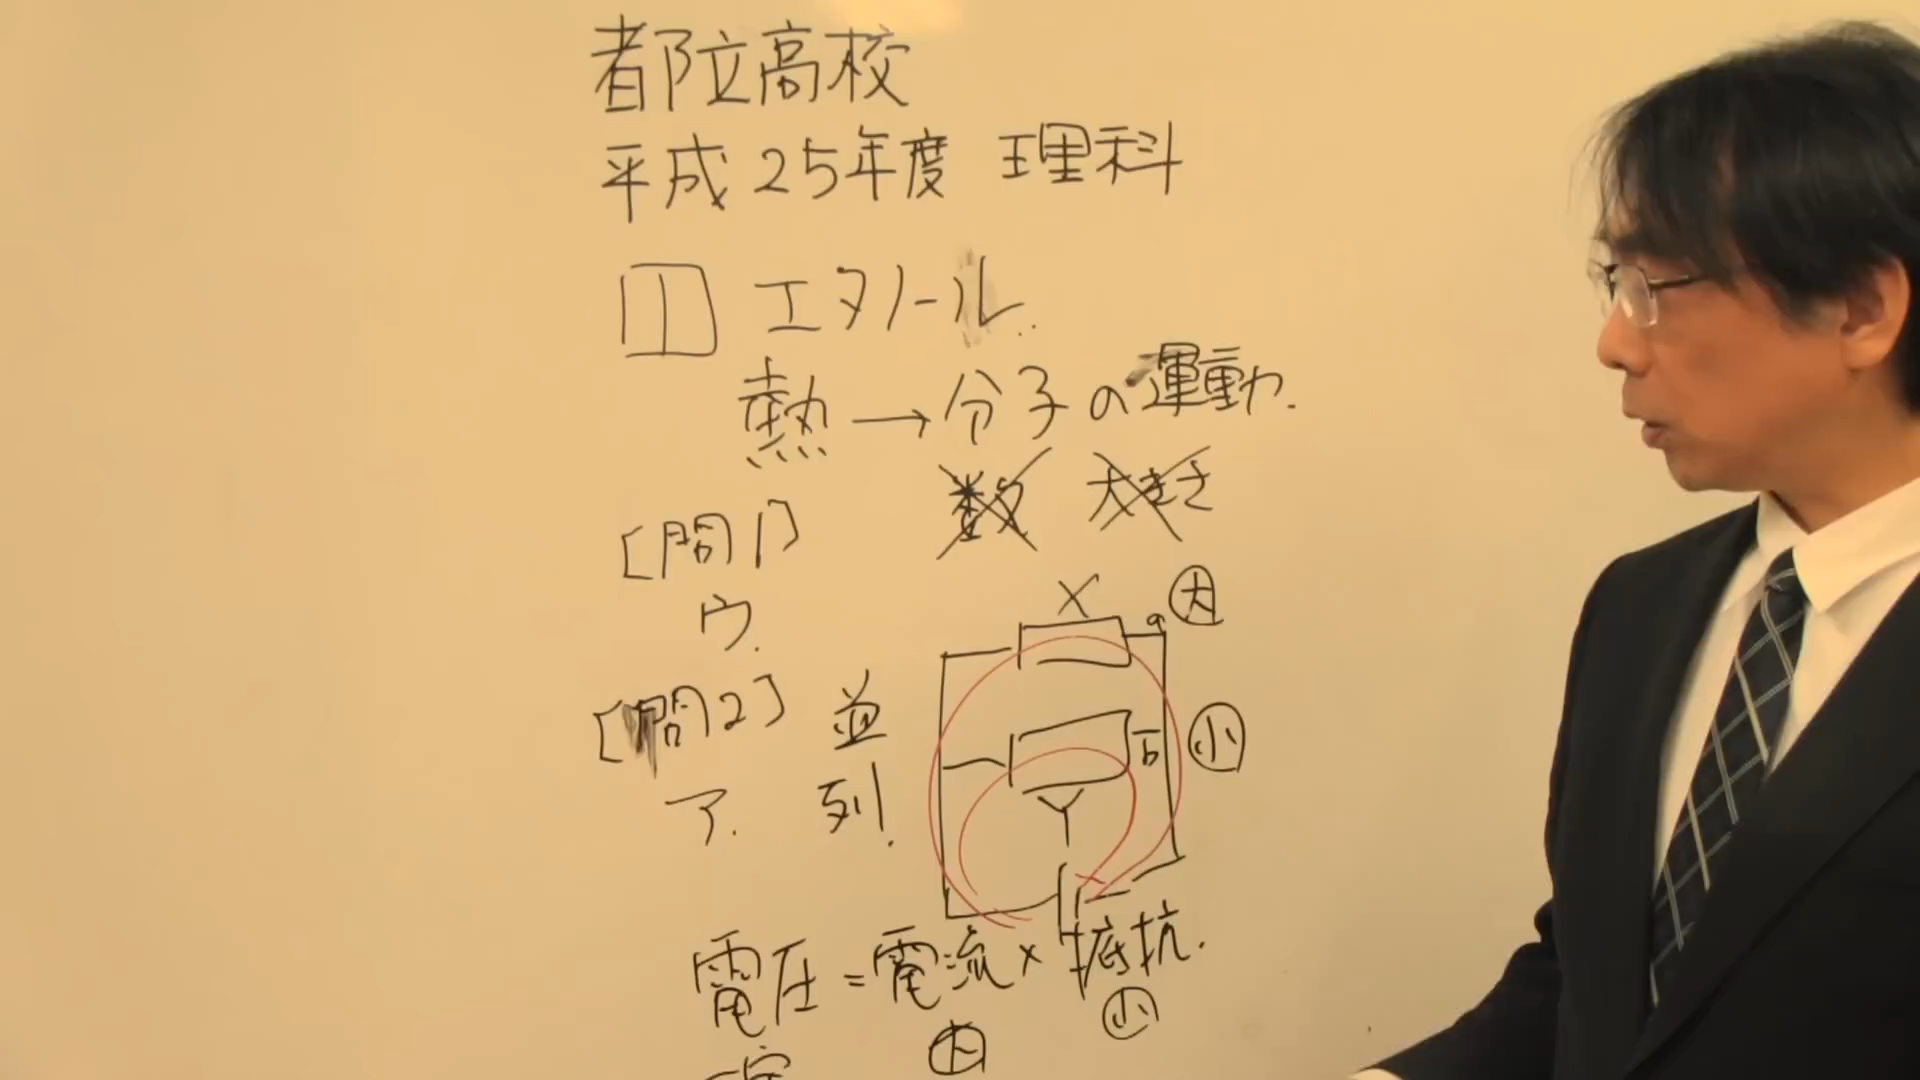 都立高校
平成25年度 理科
1 エタノール
熱→分子の運動.
数 大きさ
[問1]
ウ.
X a 大
[問2] 並列.
ア.
b 小
Y
電圧=電流×抵抗.
一定 大 小